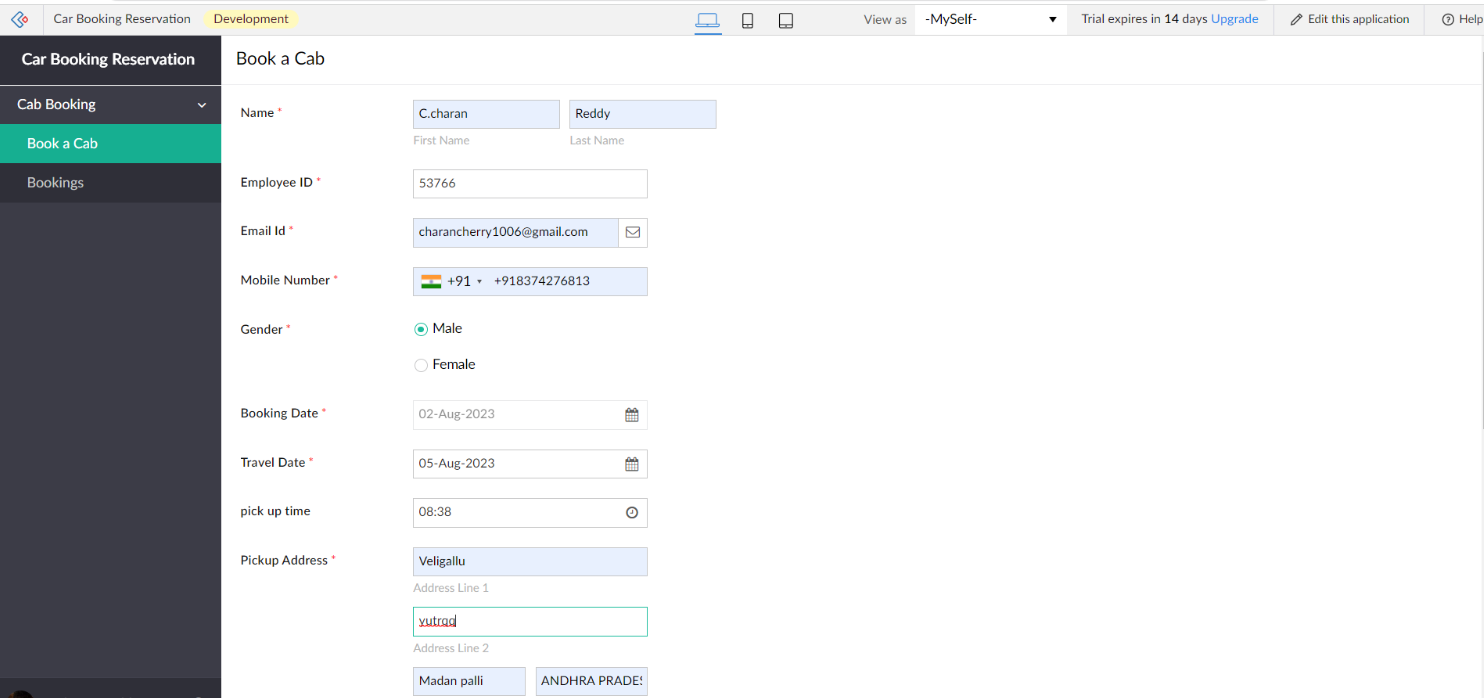 Car Booking Reservation Development View as -MySelf- Trial expires in 14 days Upgrade Edit this application Help
Car Booking Reservation
Cab Booking
Book a Cab
Bookings
Book a Cab
Name * C.charan Reddy
First Name Last Name
Employee ID * 53766
Email Id * charancherry1006@gmail.com
Mobile Number * +91 +918374276813
Gender * Male
Female
Booking Date * 02-Aug-2023
Travel Date * 05-Aug-2023
pick up time 08:38
Pickup Address * Veligallu
Address Line 1
yutrqq
Address Line 2
Madan palli ANDHRA PRADES